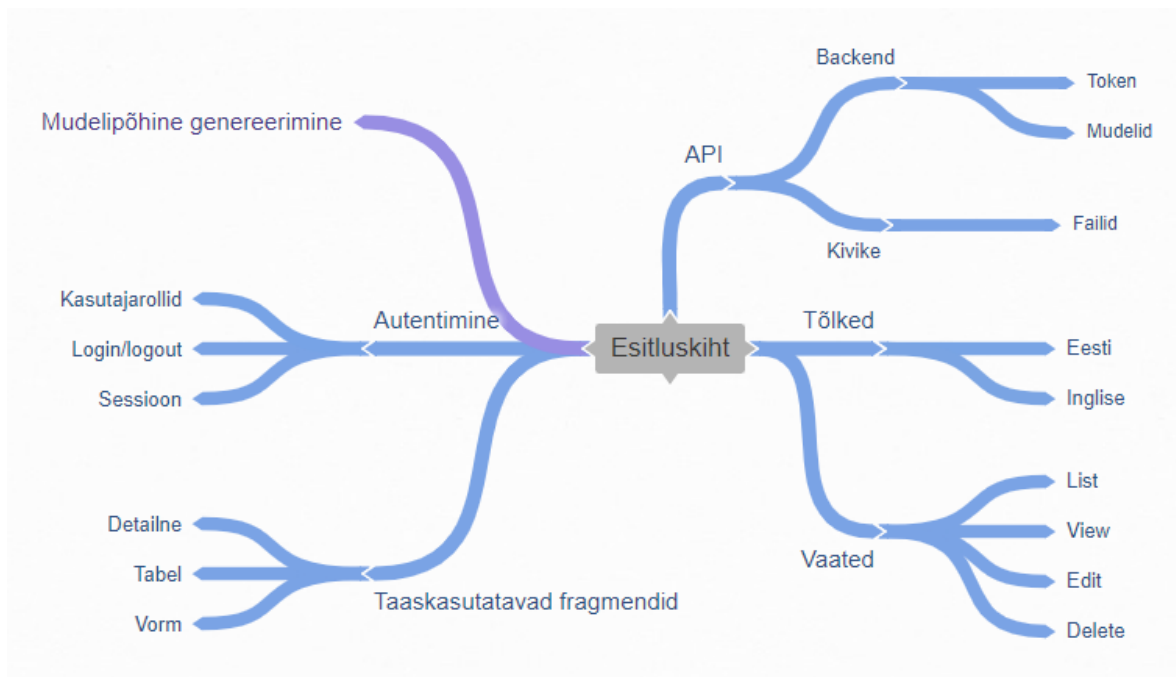 Backend
Token
Mudelipõhine genereerimine
Mudelid
API
Failid
Kivike
Kasutajarollid
Autentimine
Esitluskiht
Tõlked
Login/logout
Eesti
Sessioon
Inglise
List
Detailne
View
Vaated
Tabel
Edit
Taaskasutatavad fragmendid
Vorm
Delete